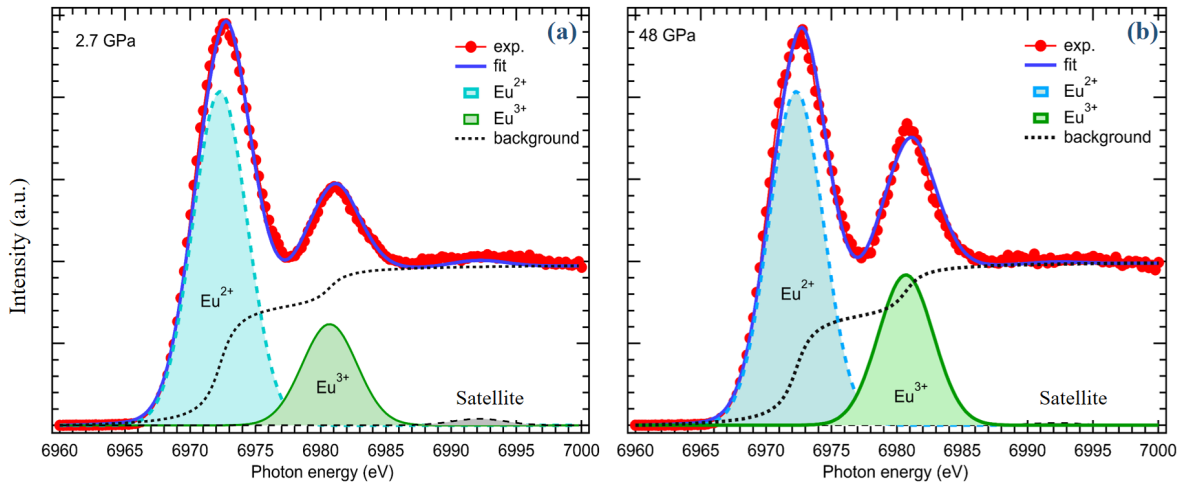 2.7 GPa
(a)
exp.
fit
Eu2+
Eu3+
background
Intensity (a.u.)
Eu2+
Eu3+
Satellite
6960 6965 6970 6975 6980 6985 6990 6995 7000
Photon energy (eV)
48 GPa
(b)
exp.
fit
Eu2+
Eu3+
background
Eu2+
Eu3+
Satellite
6960 6965 6970 6975 6980 6985 6990 6995 7000
Photon energy (eV)